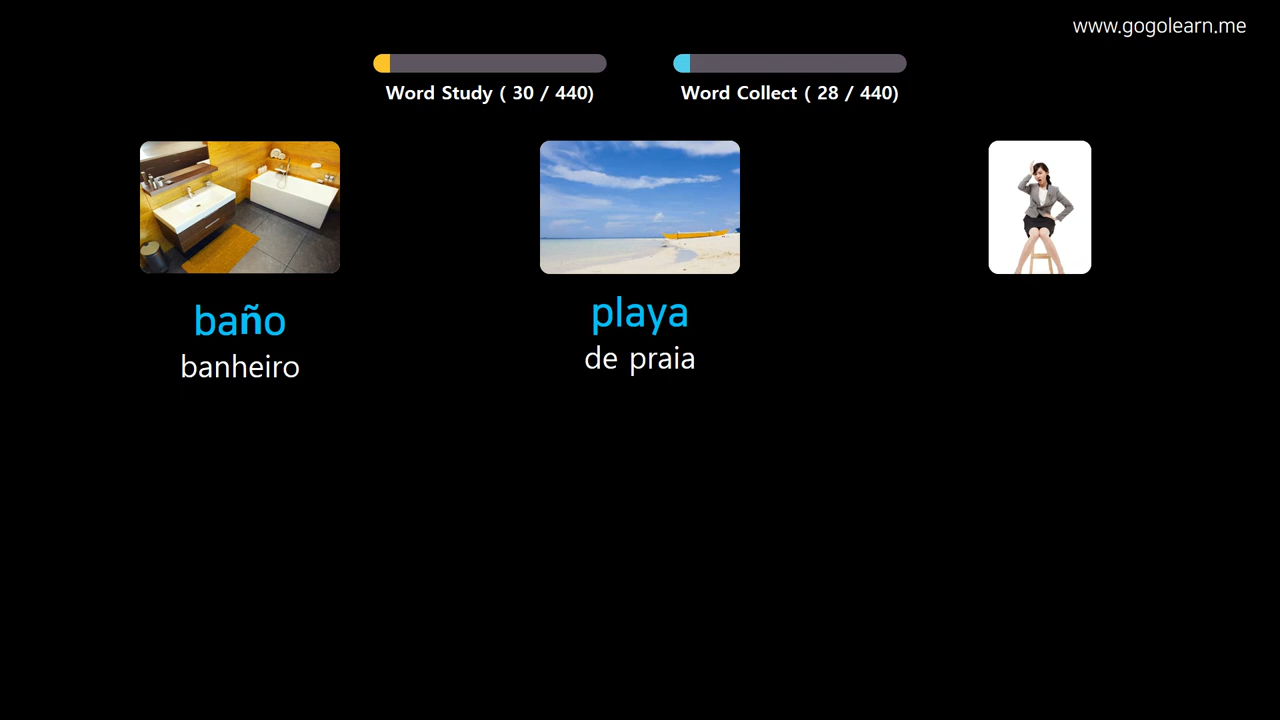 www.gogolearn.me
Word Study ( 30 / 440)
Word Collect ( 28 / 440)
baño
banheiro
playa
de praia